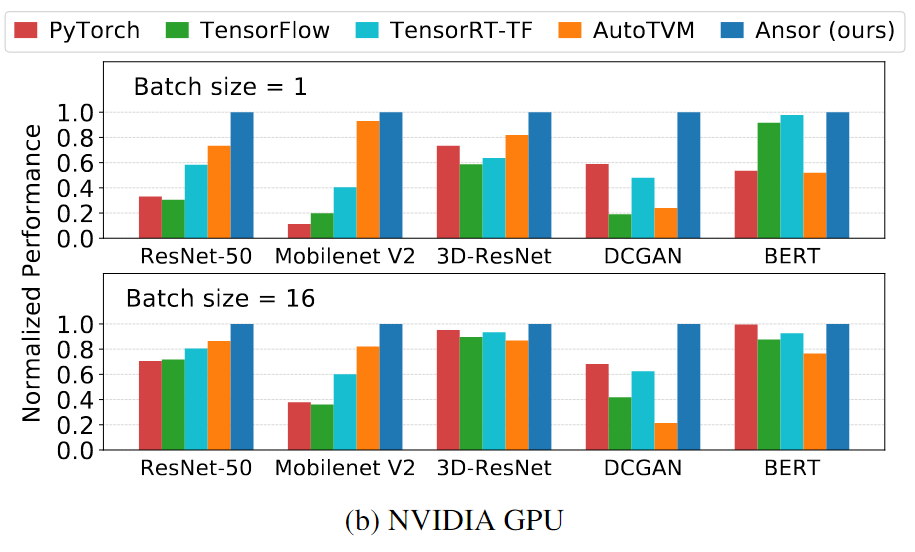 PyTorch TensorFlow TensorRT-TF AutoTVM Ansor (ours)
Normalized Performance
Batch size = 1
1.0
0.8
0.6
0.4
0.2
0.0
ResNet-50 Mobilenet V2 3D-ResNet DCGAN BERT
Batch size = 16
1.0
0.8
0.6
0.4
0.2
0.0
ResNet-50 Mobilenet V2 3D-ResNet DCGAN BERT
(b) NVIDIA GPU